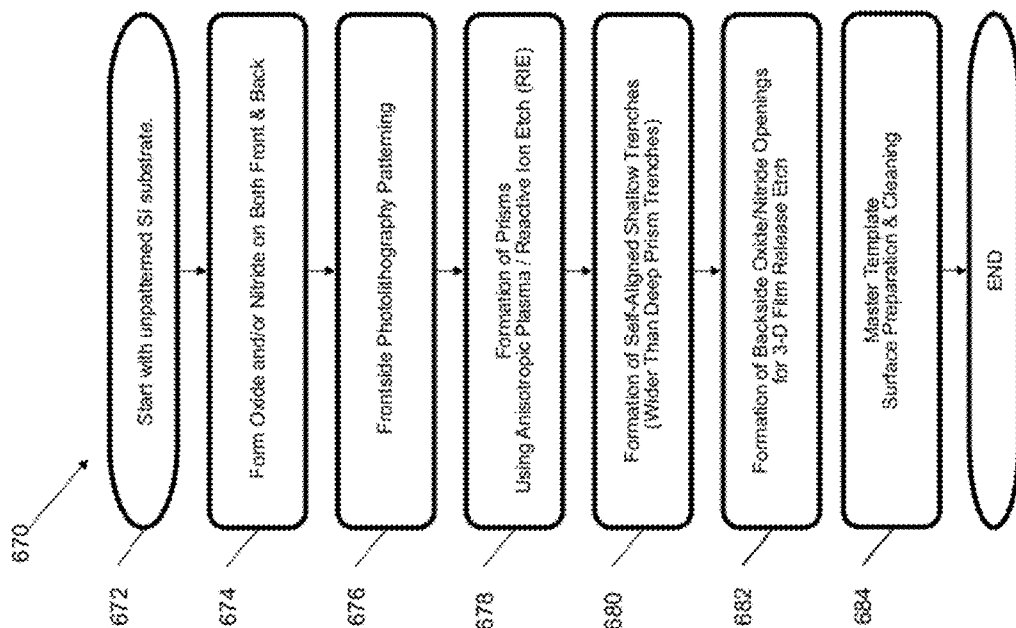 670
672
Start with unpatterned Si substrate.
674
Form Oxide and/or Nitride on Both Front & Back
676
Frontside Photolithography Patterning
678
Formation of Prisms
Using Anisotropic Plasma / Reactive Ion Etch (RIE)
680
Formation of Self-Aligned Shallow Trenches
(Wider Than Deep Prism Trenches)
682
Formation of Backside Oxide/Nitride Openings
for 3-D Film Release Etch
684
Master Template
Surface Preparation & Cleaning
END